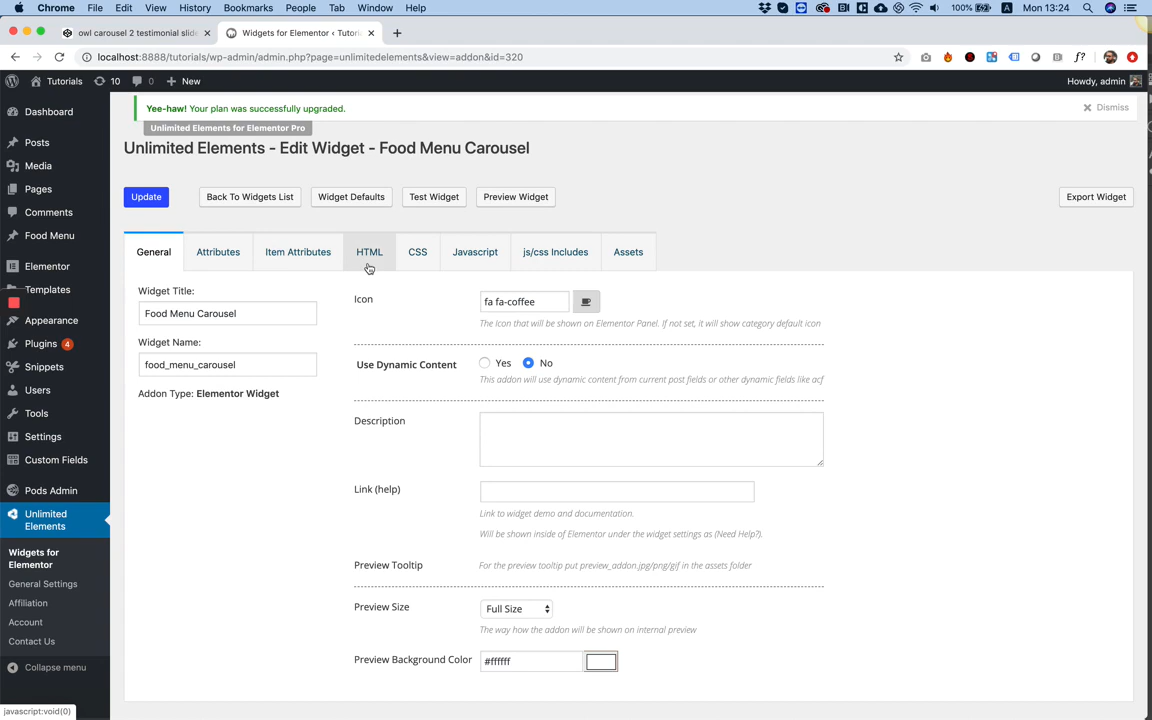 Chrome File Edit View History Bookmarks People Tab Window Help 100% A Mon 13:24
owl carousel 2 testimonial slide
Widgets for Elementor ‹ Tutori
localhost:8888/tutorials/wp-admin/admin.php?page=unlimitedelements&view=addon&id=320
f?
Tutorials 10 New
Howdy, admin
Dashboard
Posts
Media
Pages
Comments
Food Menu
Elementor
Templates
Appearance
Plugins 4
Snippets
Users
Tools
Settings
Custom Fields
Pods Admin
Unlimited
Elements
Widgets for
Elementor
General Settings
Affiliation
Account
Contact Us
Collapse menu
javascript:void(0)
Yee-haw! Your plan was successfully upgraded.
Dismiss
Unlimited Elements for Elementor Pro
Unlimited Elements - Edit Widget - Food Menu Carousel
Update
Back To Widgets List
Widget Defaults
Test Widget
Preview Widget
Export Widget
General
Attributes
Item Attributes
HTML
CSS
Javascript
js/css Includes
Assets
Widget Title:
Food Menu Carousel
Widget Name:
food_menu_carousel
Addon Type: Elementor Widget
Icon
fa fa-coffee
The Icon that will be shown on Elementor Panel. If not set, it will show category default icon
Use Dynamic Content
Yes No
This addon will use dynamic content from current post fields or other dynamic fields like acf
Description
Link (help)
Link to widget demo and documentation.
Will be shown inside of Elementor under the widget settings as (Need Help?).
Preview Tooltip
For the preview tooltip put preview_addon.jpg/png/gif in the assets folder
Preview Size
Full Size
The way how the addon will be shown on internal preview
Preview Background Color
#ffffff